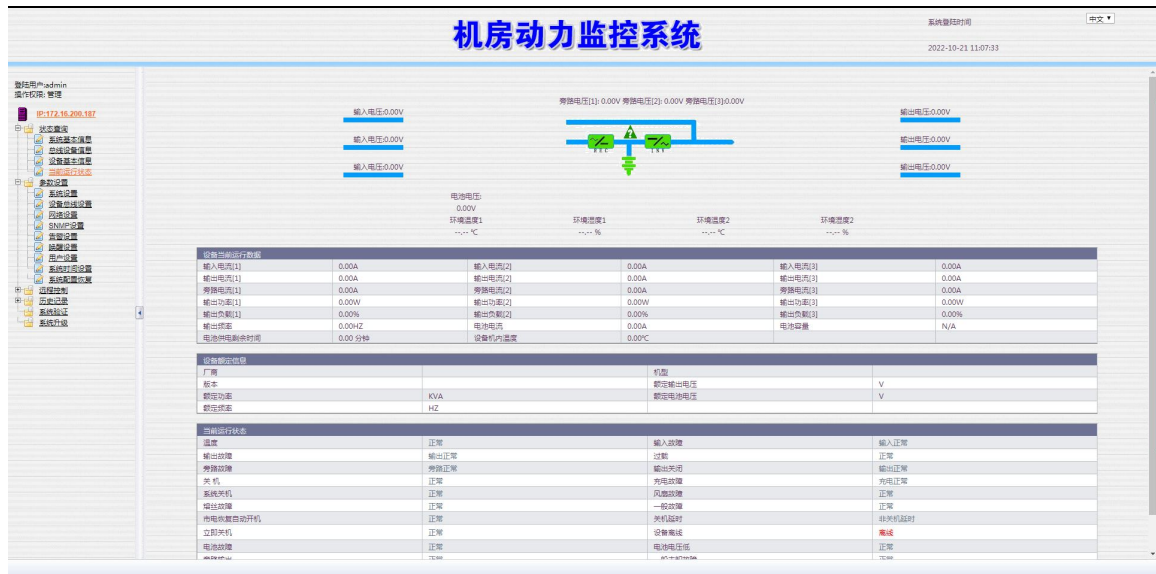 机房动力监控系统
系统登陆时间
中文
2022-10-21 11:07:33
登陆用户:admin
操作权限: 管理
IP:172.16.200.187
状态查询
系统基本信息
总线设备信息
设备基本信息
当前运行状态
参数设置
系统设置
设备总线设置
网络设置
SNMP设置
告警设置
唤醒设置
用户设置
系统时间设置
系统配置恢复
远程控制
历史记录
系统验证
系统升级
旁路电压[1]: 0.00V 旁路电压[2]: 0.00V 旁路电压[3]:0.00V
输入电压:0.00V
输出电压:0.00V
输入电压:0.00V
输出电压:0.00V
REC INV
输入电压:0.00V
输出电压:0.00V
电池电压:
0.00V
环境温度1 环境湿度1 环境温度2 环境湿度2
--.-- ℃ --.-- % --.-- ℃ --.-- %
设备当前运行数据
输入电流[1] 0.00A 输入电流[2] 0.00A 输入电流[3] 0.00A
输出电流[1] 0.00A 输出电流[2] 0.00A 输出电流[3] 0.00A
旁路电流[1] 0.00A 旁路电流[2] 0.00A 旁路电流[3] 0.00A
输出功率[1] 0.00W 输出功率[2] 0.00W 输出功率[3] 0.00W
输出负载[1] 0.00% 输出负载[2] 0.00% 输出负载[3] 0.00%
输出频率 0.00HZ 电池电流 0.00A 电池容量 N/A
电池供电剩余时间 0.00 分钟 设备机内温度 0.00℃
设备额定信息
厂商 机型
版本 额定输出电压 V
额定功率 KVA 额定电池电压 V
额定频率 HZ
当前运行状态
温度 正常 输入故障 输入正常
输出故障 输出正常 过载 正常
旁路故障 旁路正常 输出关闭 输出正常
关 机 正常 充电故障 充电正常
系统关机 正常 风扇故障 正常
熔丝故障 正常 一般故障 正常
市电恢复自动开机 正常 关机延时 非关机延时
立即关机 正常 设备离线 离线
电池故障 正常 电池电压低 正常